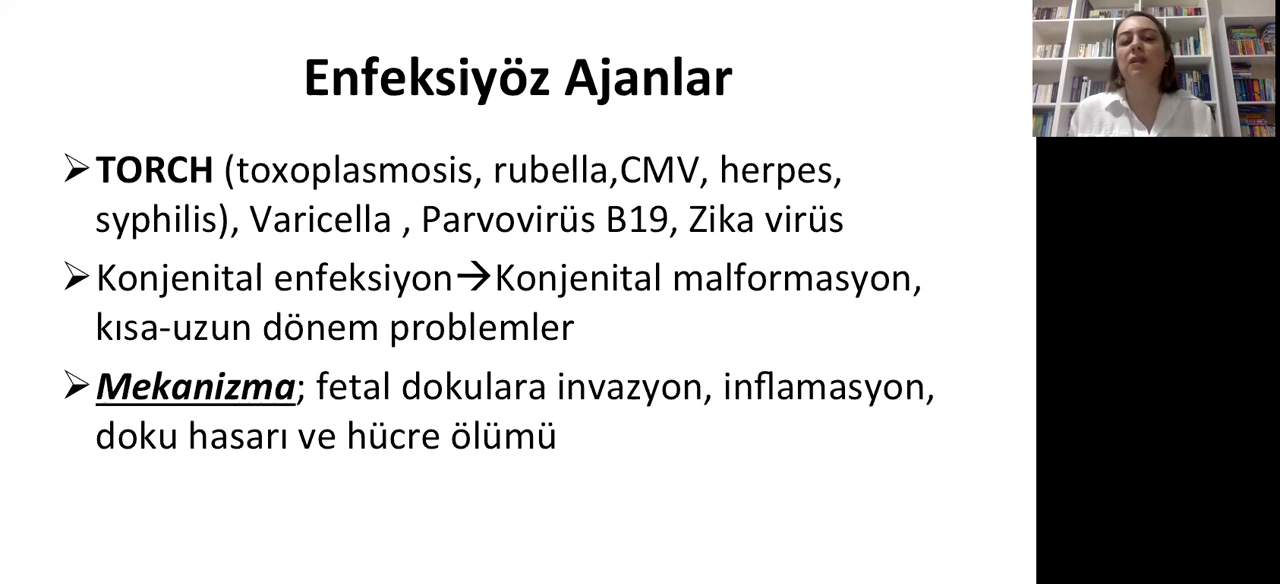 Enfeksiyöz Ajanlar
➢TORCH (toxoplasmosis, rubella,CMV, herpes,
syphilis), Varicella , Parvovirüs B19, Zika virüs
➢Konjenital enfeksiyon→Konjenital malformasyon,
kısa-uzun dönem problemler
➢Mekanizma; fetal dokulara invazyon, inflamasyon,
doku hasarı ve hücre ölümü